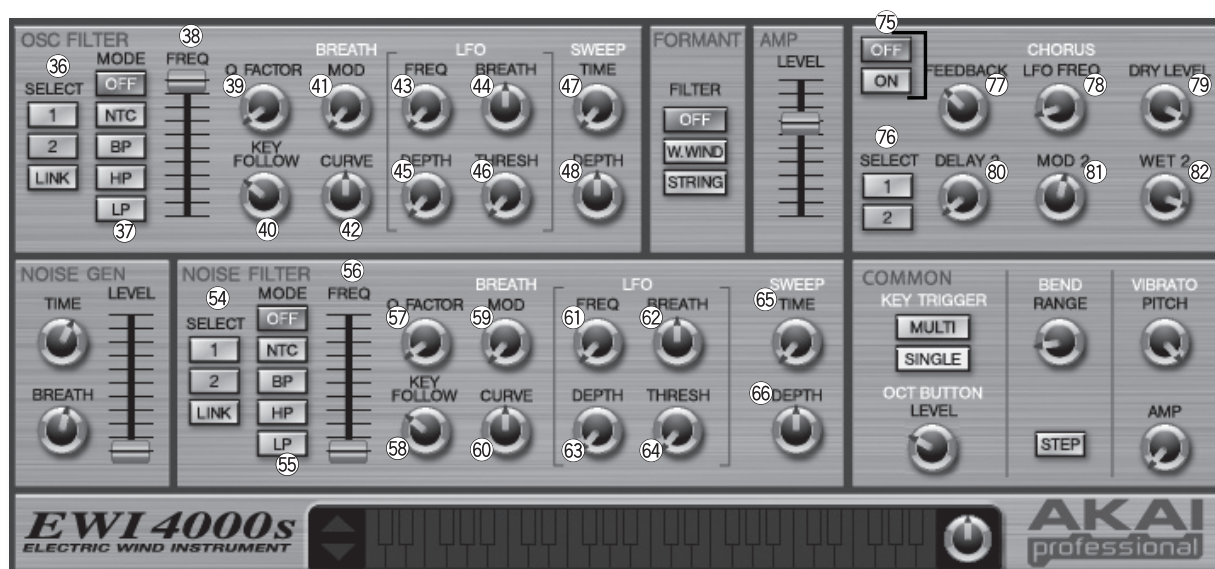 OSC FILTER
36
SELECT
1
2
LINK
MODE
OFF
NTC
BP
HP
LP
37
38
FREQ
Q FACTOR
39
BREATH
MOD
41
KEY
FOLLOW
40
CURVE
42
LFO
FREQ
43
BREATH
44
DEPTH
45
THRESH
46
SWEEP
TIME
47
DEPTH
48
FORMANT
FILTER
OFF
W.WIND
STRING
AMP
LEVEL
75
OFF
ON
CHORUS
FEEDBACK
77
LFO FREQ
78
DRY LEVEL
79
76
SELECT
1
2
DELAY 2
80
MOD 2
81
WET 2
82
NOISE GEN
TIME
LEVEL
BREATH
NOISE FILTER
54
SELECT
1
2
LINK
MODE
OFF
NTC
BP
HP
LP
55
56
FREQ
Q FACTOR
57
BREATH
MOD
59
KEY
FOLLOW
58
CURVE
60
LFO
FREQ
61
BREATH
62
DEPTH
63
THRESH
64
SWEEP
65
TIME
66
DEPTH
COMMON
KEY TRIGGER
MULTI
SINGLE
OCT BUTTON
LEVEL
BEND
RANGE
STEP
VIBRATO
PITCH
AMP
EWI 4000s
ELECTRIC WIND INSTRUMENT
AKAI
professional